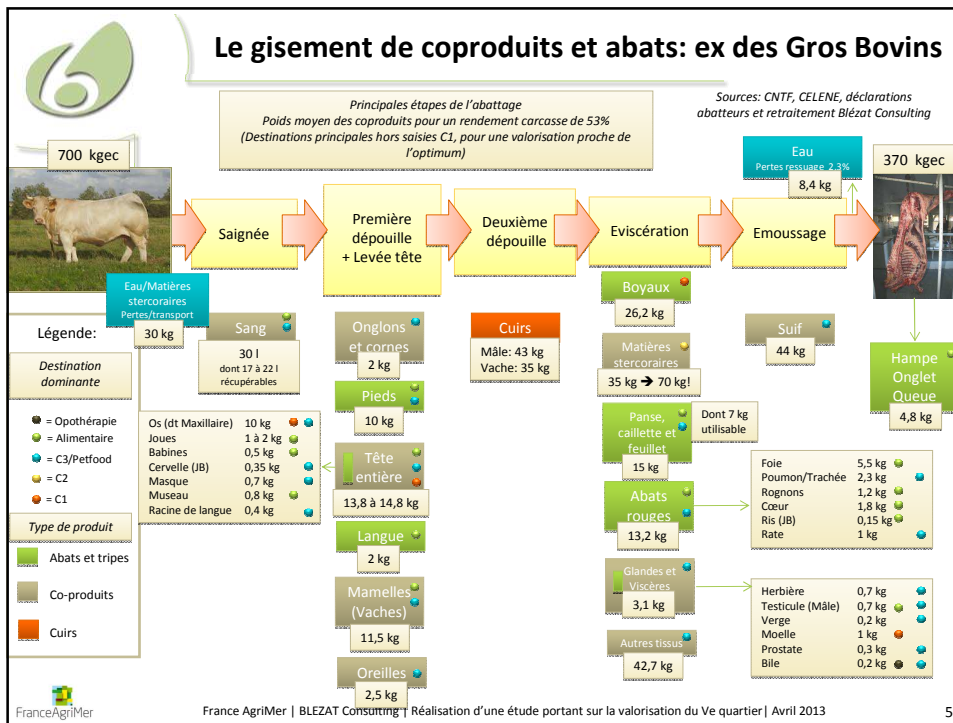 Le gisement de coproduits et abats: ex des Gros Bovins
Principales étapes de l'abattage
Poids moyen des coproduits pour un rendement carcasse de 53%
(Destinations principales hors saisies C1, pour une valorisation proche de
l'optimum)
Sources: CNTF, CELENE, déclarations
abatteurs et retraitement Blézat Consulting
700 kgec
Eau
Pertes ressuage 2,3%
8,4 kg
370 kgec
Saignée
Première
dépouille
+ Levée tête
Deuxième
dépouille
Eviscération
Emoussage
Eau/Matières
stercoraires
Pertes/transport
30 kg
Sang
30 l
dont 17 à 22 l
récupérables
Onglons
et cornes
2 kg
Pieds
10 kg
Tête
entière
13,8 à 14,8 kg
Langue
2 kg
Mamelles
(Vaches)
11,5 kg
Oreilles
2,5 kg
Os (dt Maxillaire) 10 kg
Joues 1 à 2 kg
Babines 0,5 kg
Cervelle (JB) 0,35 kg
Masque 0,7 kg
Museau 0,8 kg
Racine de langue 0,4 kg
Cuirs
Mâle: 43 kg
Vache: 35 kg
Boyaux
26,2 kg
Matières
stercoraires
35 kg ➔ 70 kg!
Panse,
caillette et
feuillet
15 kg
Dont 7 kg
utilisable
Abats
rouges
13,2 kg
Glandes et
Viscères
3,1 kg
Autres tissus
42,7 kg
Suif
44 kg
Hampe
Onglet
Queue
4,8 kg
Foie 5,5 kg
Poumon/Trachée 2,3 kg
Rognons 1,2 kg
Cœur 1,8 kg
Ris (JB) 0,15 kg
Rate 1 kg
Herbière 0,7 kg
Testicule (Mâle) 0,7 kg
Verge 0,2 kg
Moelle 1 kg
Prostate 0,3 kg
Bile 0,2 kg
Légende:
Destination
dominante
= Opothérapie
= Alimentaire
= C3/Petfood
= C2
= C1
Type de produit
Abats et tripes
Co-produits
Cuirs
FranceAgriMer
France AgriMer | BLEZAT Consulting | Réalisation d'une étude portant sur la valorisation du Ve quartier| Avril 2013
5